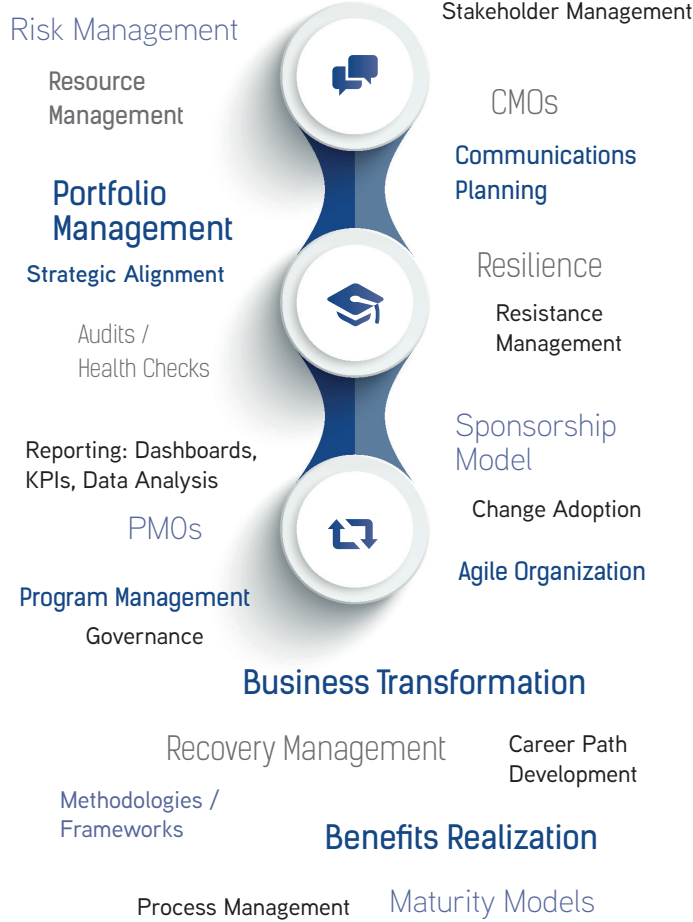 Risk Management
Resource
Management
Portfolio
Management
Strategic Alignment
Audits /
Health Checks
Reporting: Dashboards,
KPIs, Data Analysis
PMOs
Program Management
Governance
Stakeholder Management
CMOs
Communications
Planning
Resilience
Resistance
Management
Sponsorship
Model
Change Adoption
Agile Organization
Business Transformation
Recovery Management
Career Path
Development
Methodologies /
Frameworks
Benefits Realization
Process Management
Maturity Models